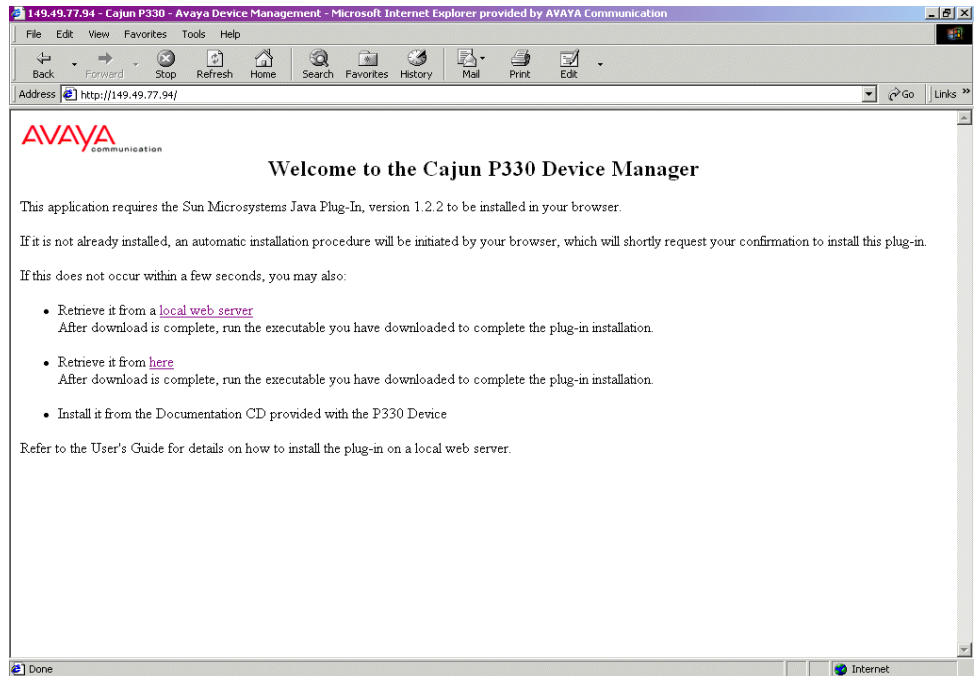 149.49.77.94 - Cajun P330 - Avaya Device Management - Microsoft Internet Explorer provided by AVAYA Communication
File Edit View Favorites Tools Help
Back Forward Stop Refresh Home Search Favorites History Mail Print Edit
Address http://149.49.77.94/ Go Links »
AVAYA
communication
Welcome to the Cajun P330 Device Manager
This application requires the Sun Microsystems Java Plug-In, version 1.2.2 to be installed in your browser.
If it is not already installed, an automatic installation procedure will be initiated by your browser, which will shortly request your confirmation to install this plug-in.
If this does not occur within a few seconds, you may also:
• Retrieve it from a local web server
After download is complete, run the executable you have downloaded to complete the plug-in installation.
• Retrieve it from here
After download is complete, run the executable you have downloaded to complete the plug-in installation.
• Install it from the Documentation CD provided with the P330 Device
Refer to the User's Guide for details on how to install the plug-in on a local web server.
Done Internet